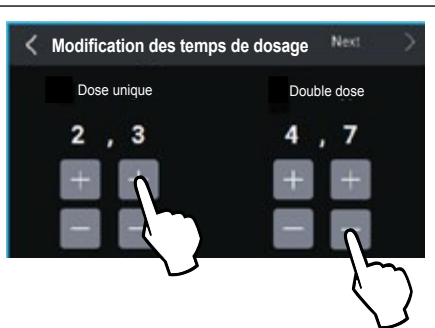 Modification des temps de dosage Next
Dose unique Double dose
2 , 3 4 , 7
+ + + +
− − − −